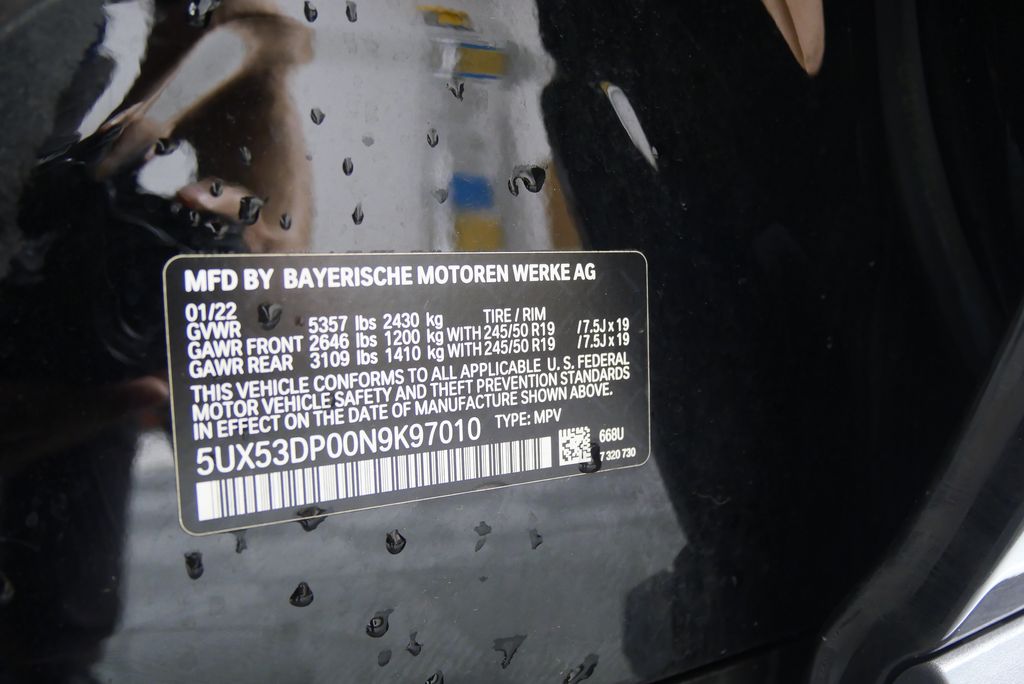 MFD BY BAYERISCHE MOTOREN WERKE AG
01/22 TIRE / RIM
GVWR 5357 lbs 2430 kg
GAWR FRONT 2646 lbs 1200 kg WITH 245/50 R19 /7.5J x 19
GAWR REAR 3109 lbs 1410 kg WITH 245/50 R19 /7.5J x 19
THIS VEHICLE CONFORMS TO ALL APPLICABLE U. S. FEDERAL
MOTOR VEHICLE SAFETY AND THEFT PREVENTION STANDARDS
IN EFFECT ON THE DATE OF MANUFACTURE SHOWN ABOVE.
5UX53DP00N9K97010 TYPE: MPV
668U
7 320 730